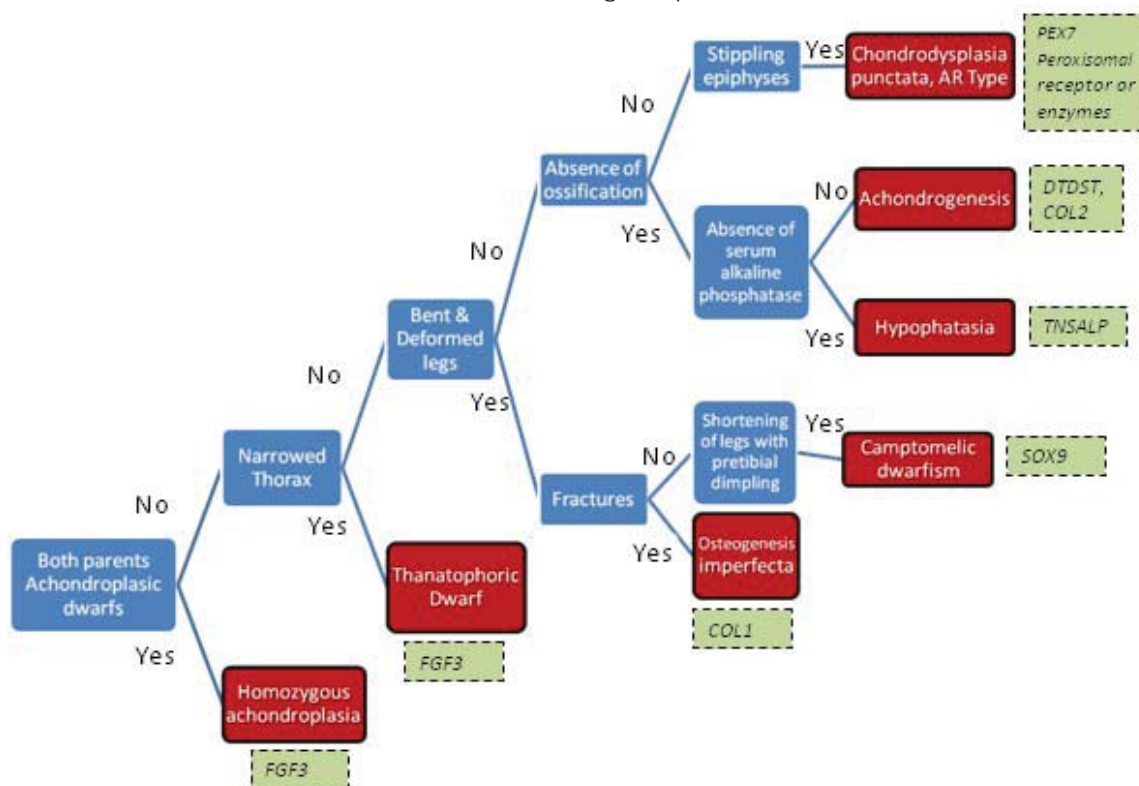 Stippling
epiphyses
Yes
Chondrodysplasia
punctata, AR Type
PEX7
Peroxisomal
receptor or
enzymes
No
Absence of
ossification
Yes
Absence of
serum
alkaline
phosphatase
No
Achondrogenesis
DTDST,
COL2
Yes
Hypophatasia
TNSALP
No
Bent &
Deformed
legs
Yes
Fractures
No
Shortening
of legs with
pretibial
dimpling
Yes
Camptomelic
dwarfism
SOX9
Yes
Osteogenesis
imperfecta
COL1
No
Narrowed
Thorax
Yes
Thanatophoric
Dwarf
FGF3
No
Both parents
Achondroplasic
dwarfs
Yes
Homozygous
achondroplasia
FGF3